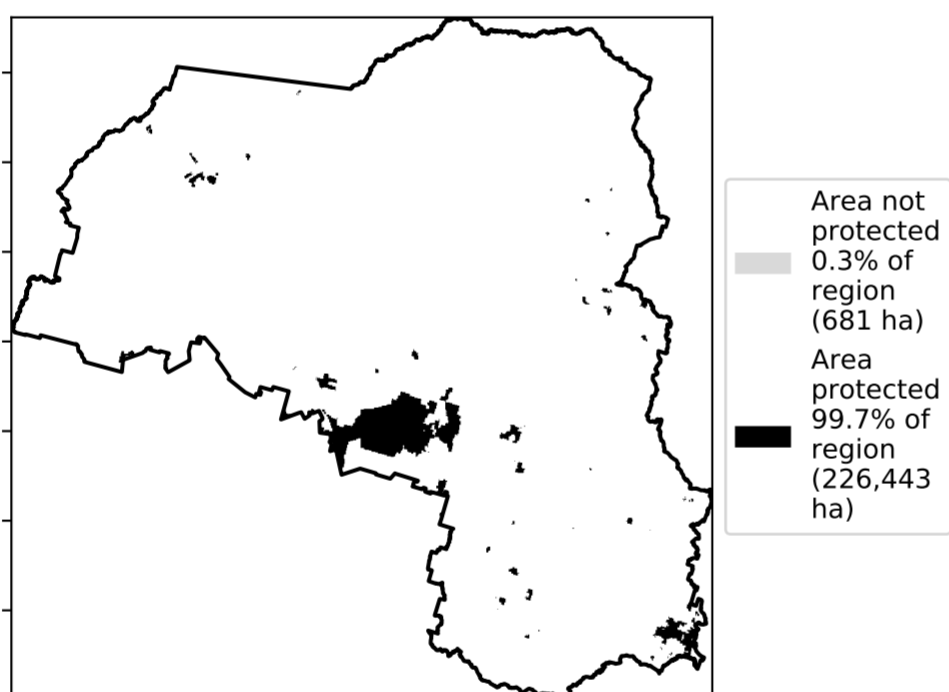 Area not
protected
0.3% of
region
(681 ha)
Area
protected
99.7% of
region
(226,443
ha)